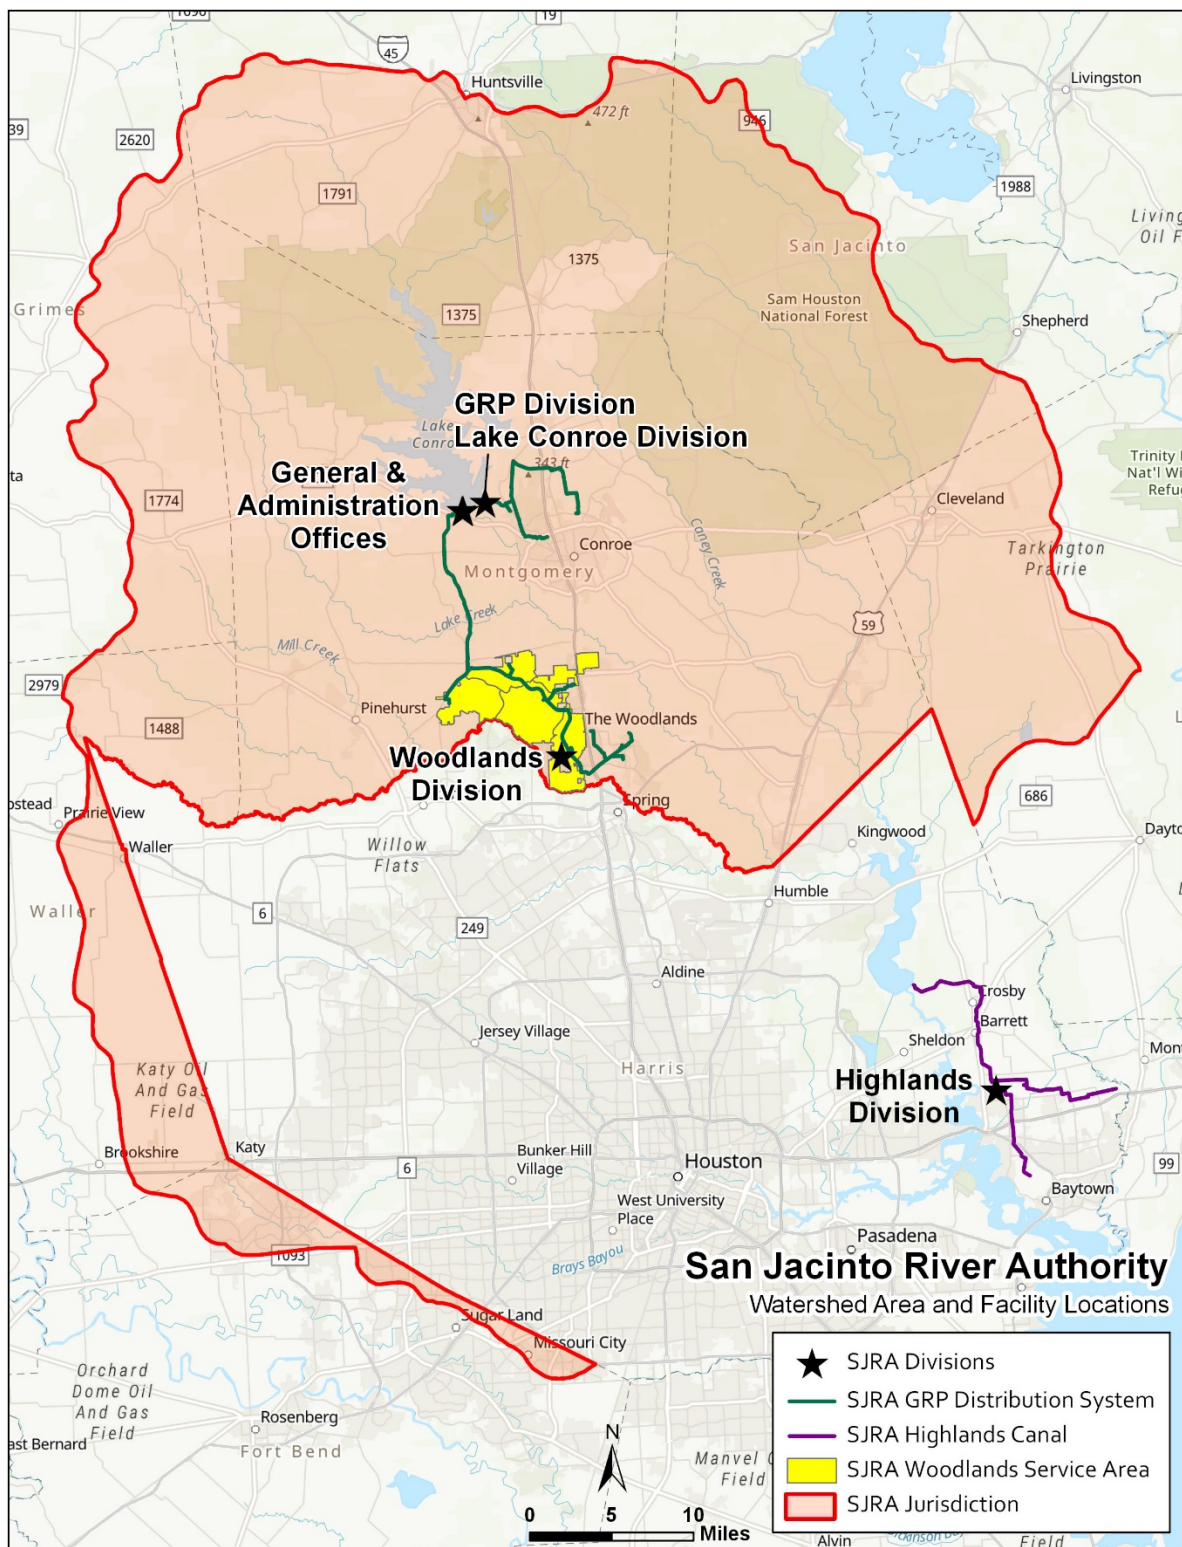 19
45
Huntsville
Livingston
472 ft
946
39
2620
1791
1988
San Jacinto
1375
Grimes
1375
Sam Houston
National Forest
Shepherd
GRP Division
Lake Conroe Division
Lake
General &
Administration
Offices
343 ft
1774
Cleveland
Caney Creek
Conroe
Montgomery
Tarkington
Prairie
Lake Creek
59
Mill Creek
2979
Pinehurst
The Woodlands
1488
Woodlands
Division
Spring
686
Prairie View
Kingwood
Waller
Willow
Flats
Humble
Waller
6
249
Aldine
Crosby
Barrett
Jersey Village
Sheldon
Harris
Katy Oil
And Gas
Field
Highlands
Division
Katy
Brookshire
6
Bunker Hill
Village
Houston
99
West University
Place
Baytown
Pasadena
1093
Brays Bayou
San Jacinto River Authority
Watershed Area and Facility Locations
Sugar Land
Missouri City
Orchard
Dome Oil
And Gas
Field
Rosenberg
Fort Bend
N
Manvel
Field
0 5 10
Miles
Alvin
Field
SJRA Divisions
SJRA GRP Distribution System
SJRA Highlands Canal
SJRA Woodlands Service Area
SJRA Jurisdiction